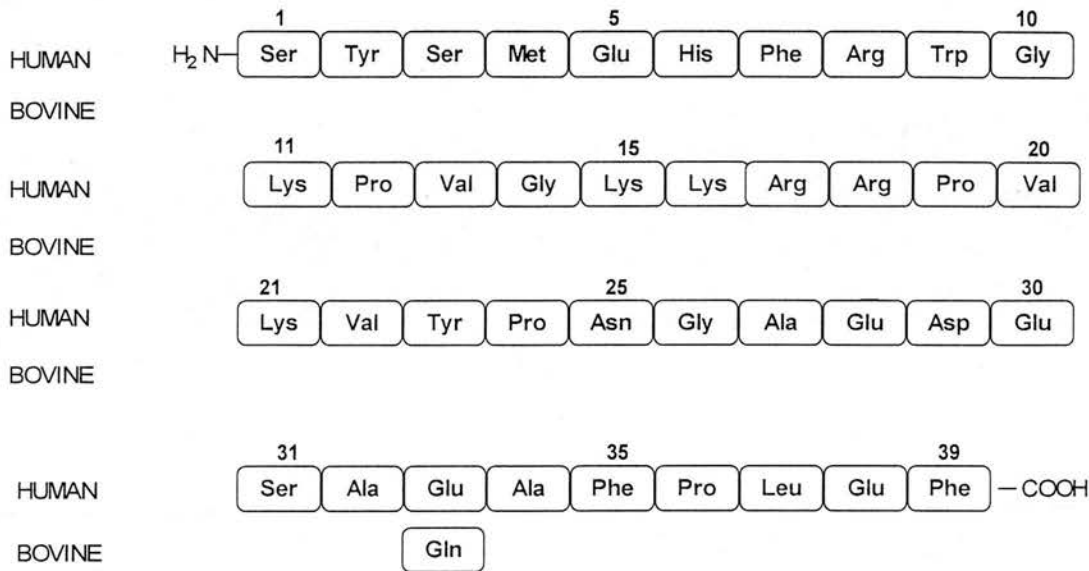 1 5 10
HUMAN H₂N– Ser Tyr Ser Met Glu His Phe Arg Trp Gly
BOVINE
11 15 20
HUMAN Lys Pro Val Gly Lys Lys Arg Arg Pro Val
BOVINE
21 25 30
HUMAN Lys Val Tyr Pro Asn Gly Ala Glu Asp Glu
BOVINE
31 35 39
HUMAN Ser Ala Glu Ala Phe Pro Leu Glu Phe –COOH
BOVINE Gln